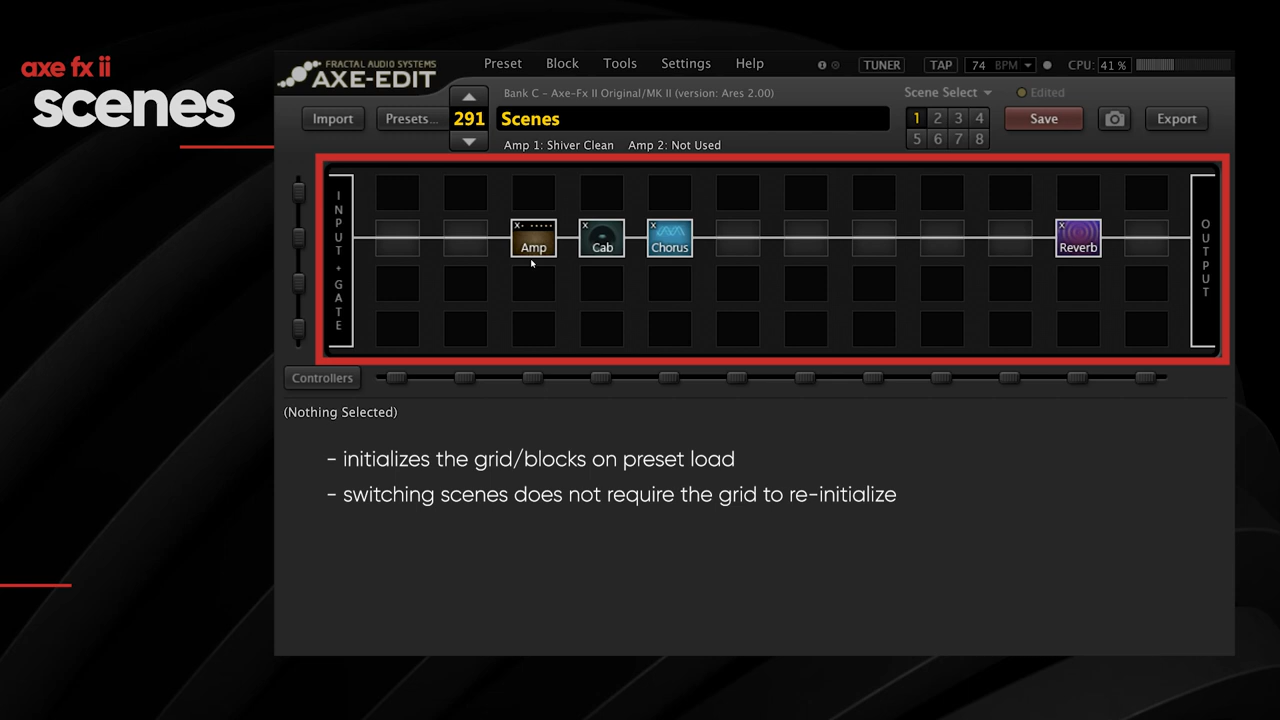 axe fx ii
scenes
FRACTAL AUDIO SYSTEMS
AXE-EDIT
Preset Block Tools Settings Help
TUNER TAP 74 BPM CPU: 41 %
Import Presets... 291
Bank C – Axe-Fx II Original/MK II (version: Ares 2.00)
Scenes
Amp 1: Shiver Clean Amp 2: Not Used
Scene Select
1 2 3 4
5 6 7 8
Edited
Save Export
INPUT + GATE
X Amp
X Cab
X Chorus
X Reverb
OUTPUT
Controllers
(Nothing Selected)
- initializes the grid/blocks on preset load
- switching scenes does not require the grid to re-initialize